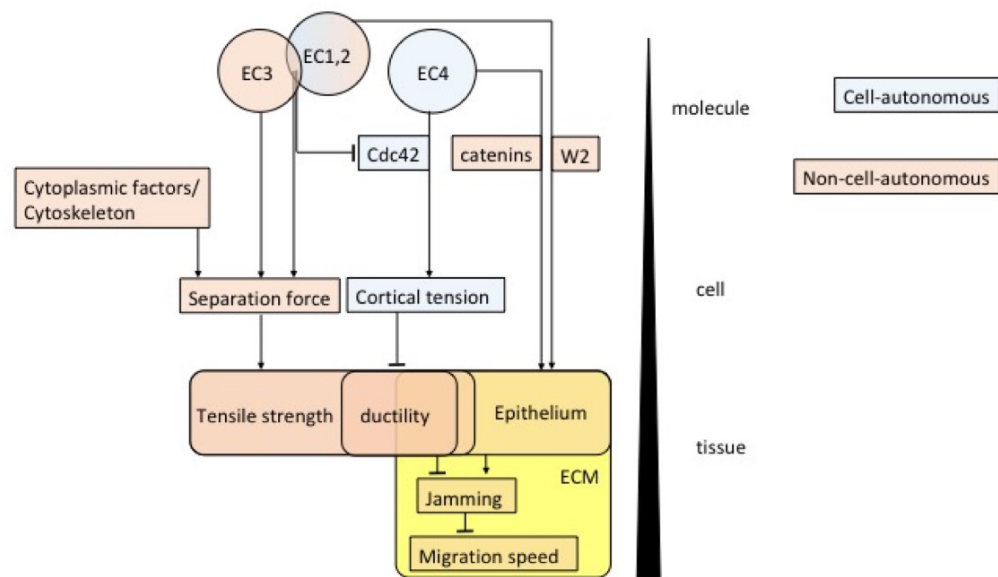 EC1,2
EC3
EC4
molecule
Cell-autonomous
Cdc42
catenins
W2
Non-cell-autonomous
Cytoplasmic factors/
Cytoskeleton
Separation force
Cortical tension
cell
Tensile strength
ductility
Epithelium
tissue
ECM
Jamming
Migration speed